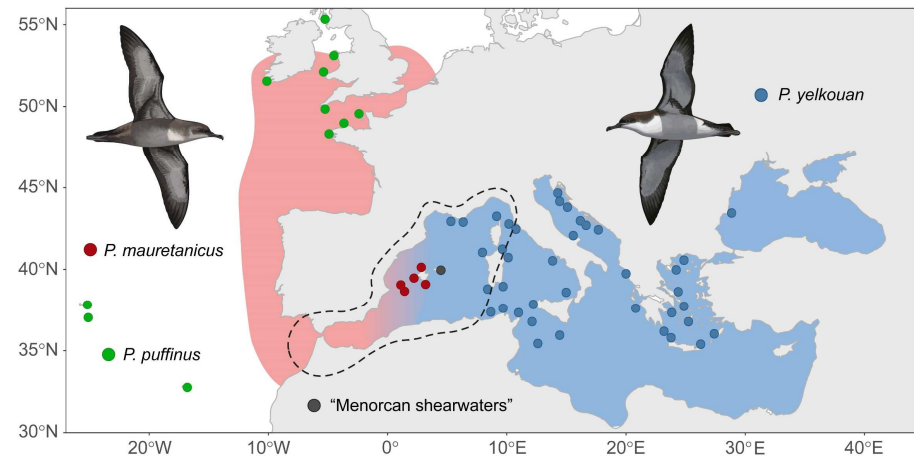 55°N
50°N
45°N
40°N
35°N
30°N
P. yelkouan
P. mauretanicus
P. puffinus
“Menorcan shearwaters”
20°W
10°W
0°
10°E
20°E
30°E
40°E